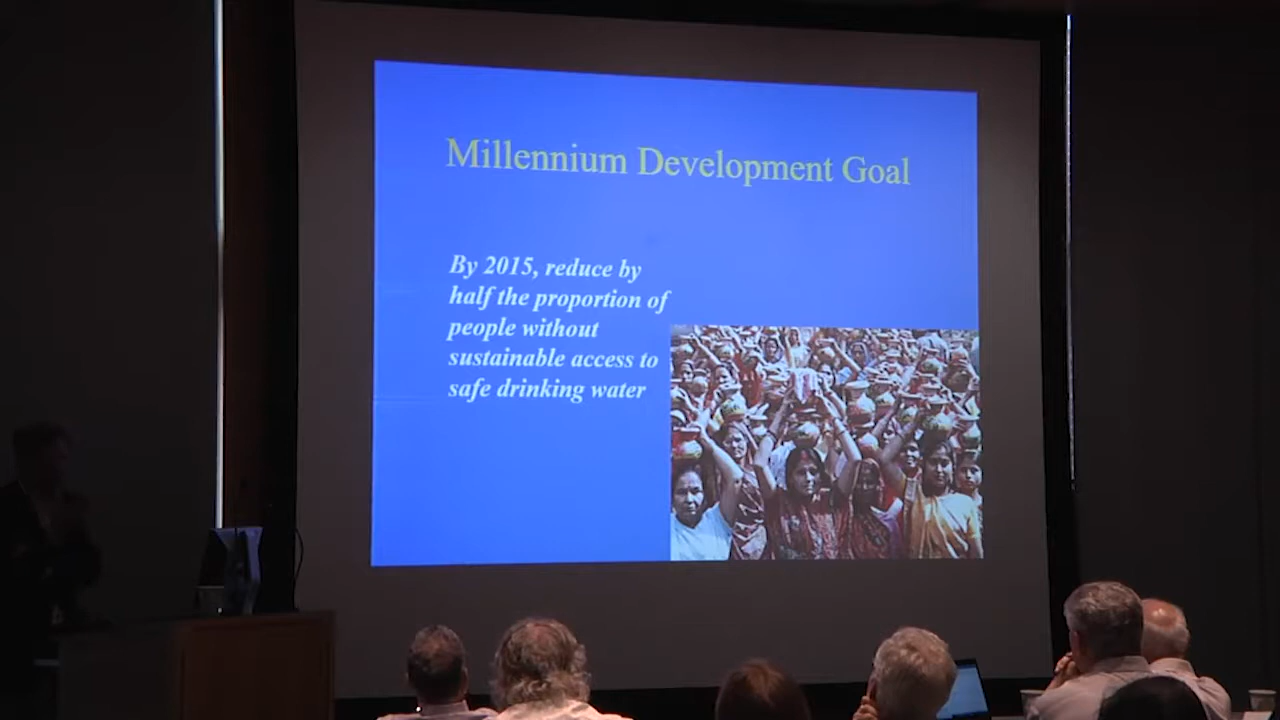 Millennium Development Goal
By 2015, reduce by
half the proportion of
people without
sustainable access to
safe drinking water